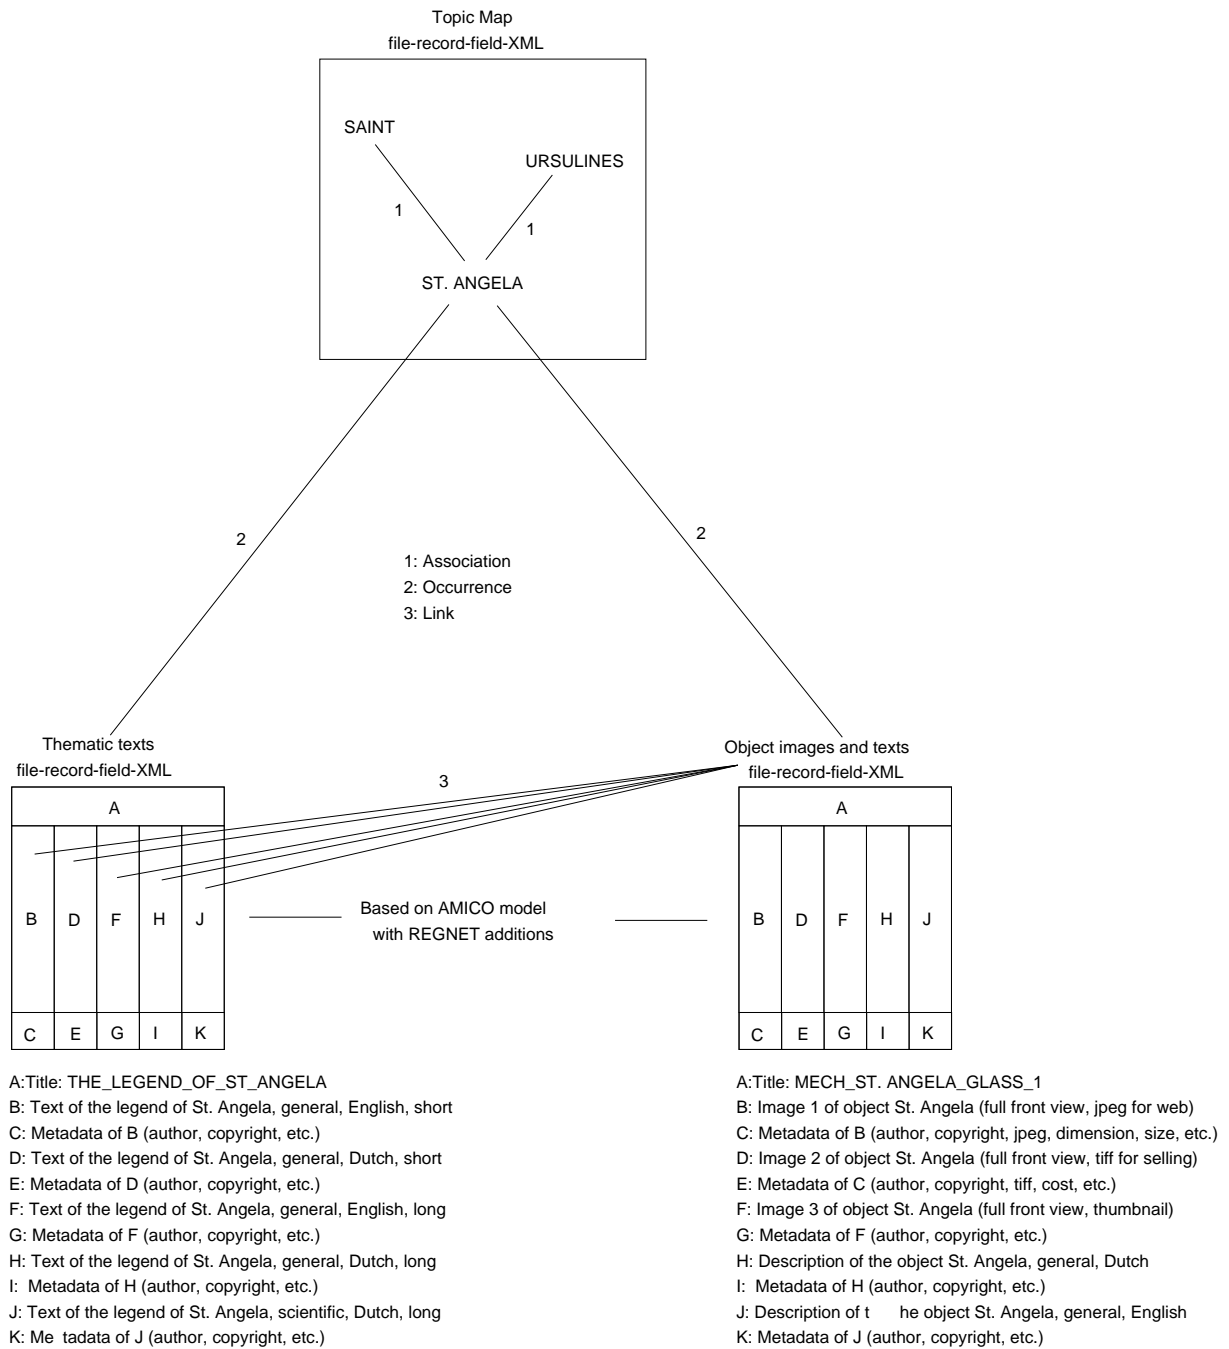 Topic Map
file-record-field-XML
SAINT
URSULINES
1
1
ST. ANGELA
2
2
1: Association
2: Occurrence
3: Link
Thematic texts
file-record-field-XML
Object images and texts
file-record-field-XML
3
A
A
B D F H J
Based on AMICO model
with REGNET additions
B D F H J
C E G I K
C E G I K
A:Title: THE_LEGEND_OF_ST_ANGELA
B: Text of the legend of St. Angela, general, English, short
C: Metadata of B (author, copyright, etc.)
D: Text of the legend of St. Angela, general, Dutch, short
E: Metadata of D (author, copyright, etc.)
F: Text of the legend of St. Angela, general, English, long
G: Metadata of F (author, copyright, etc.)
H: Text of the legend of St. Angela, general, Dutch, long
I: Metadata of H (author, copyright, etc.)
J: Text of the legend of St. Angela, scientific, Dutch, long
K: Me tadata of J (author, copyright, etc.)
A:Title: MECH_ST. ANGELA_GLASS_1
B: Image 1 of object St. Angela (full front view, jpeg for web)
C: Metadata of B (author, copyright, jpeg, dimension, size, etc.)
D: Image 2 of object St. Angela (full front view, tiff for selling)
E: Metadata of C (author, copyright, tiff, cost, etc.)
F: Image 3 of object St. Angela (full front view, thumbnail)
G: Metadata of F (author, copyright, etc.)
H: Description of the object St. Angela, general, Dutch
I: Metadata of H (author, copyright, etc.)
J: Description of t he object St. Angela, general, English
K: Metadata of J (author, copyright, etc.)